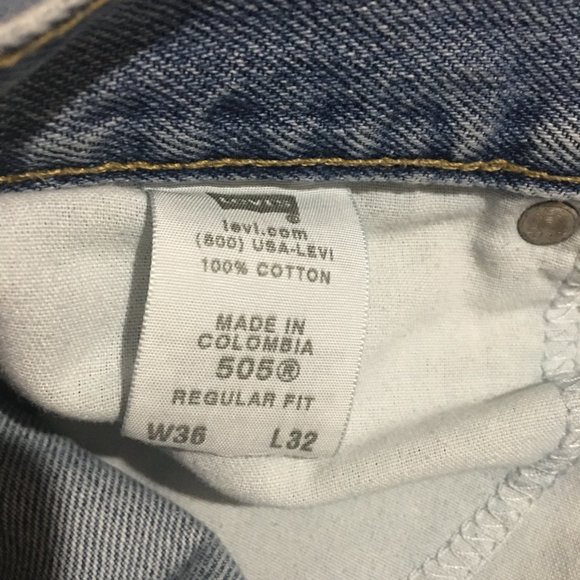 levi.com
(800) USA-LEVI
100% COTTON
MADE IN
COLOMBIA
505®
REGULAR FIT
W36 L32